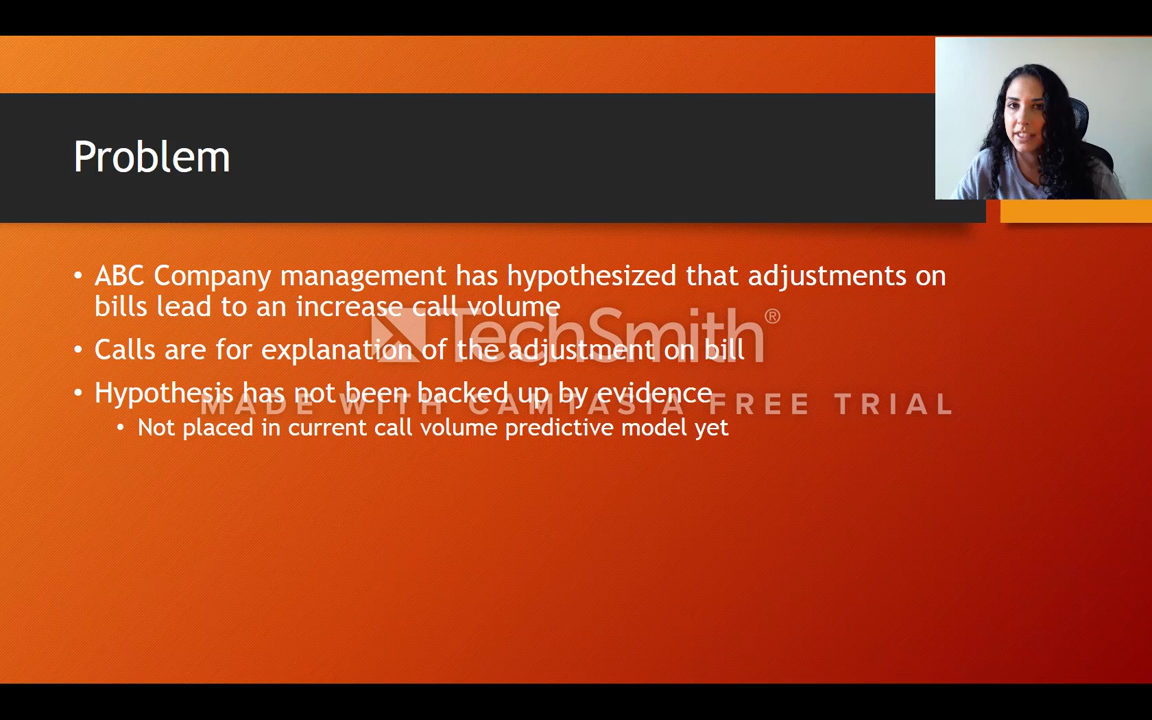 Problem
• ABC Company management has hypothesized that adjustments on
bills lead to an increase call volume
TechSmith®
• Calls are for explanation of the adjustment on bill
• Hypothesis has not been backed up by evidence
MADE WITH CAMTASIA FREE TRIAL
• Not placed in current call volume predictive model yet